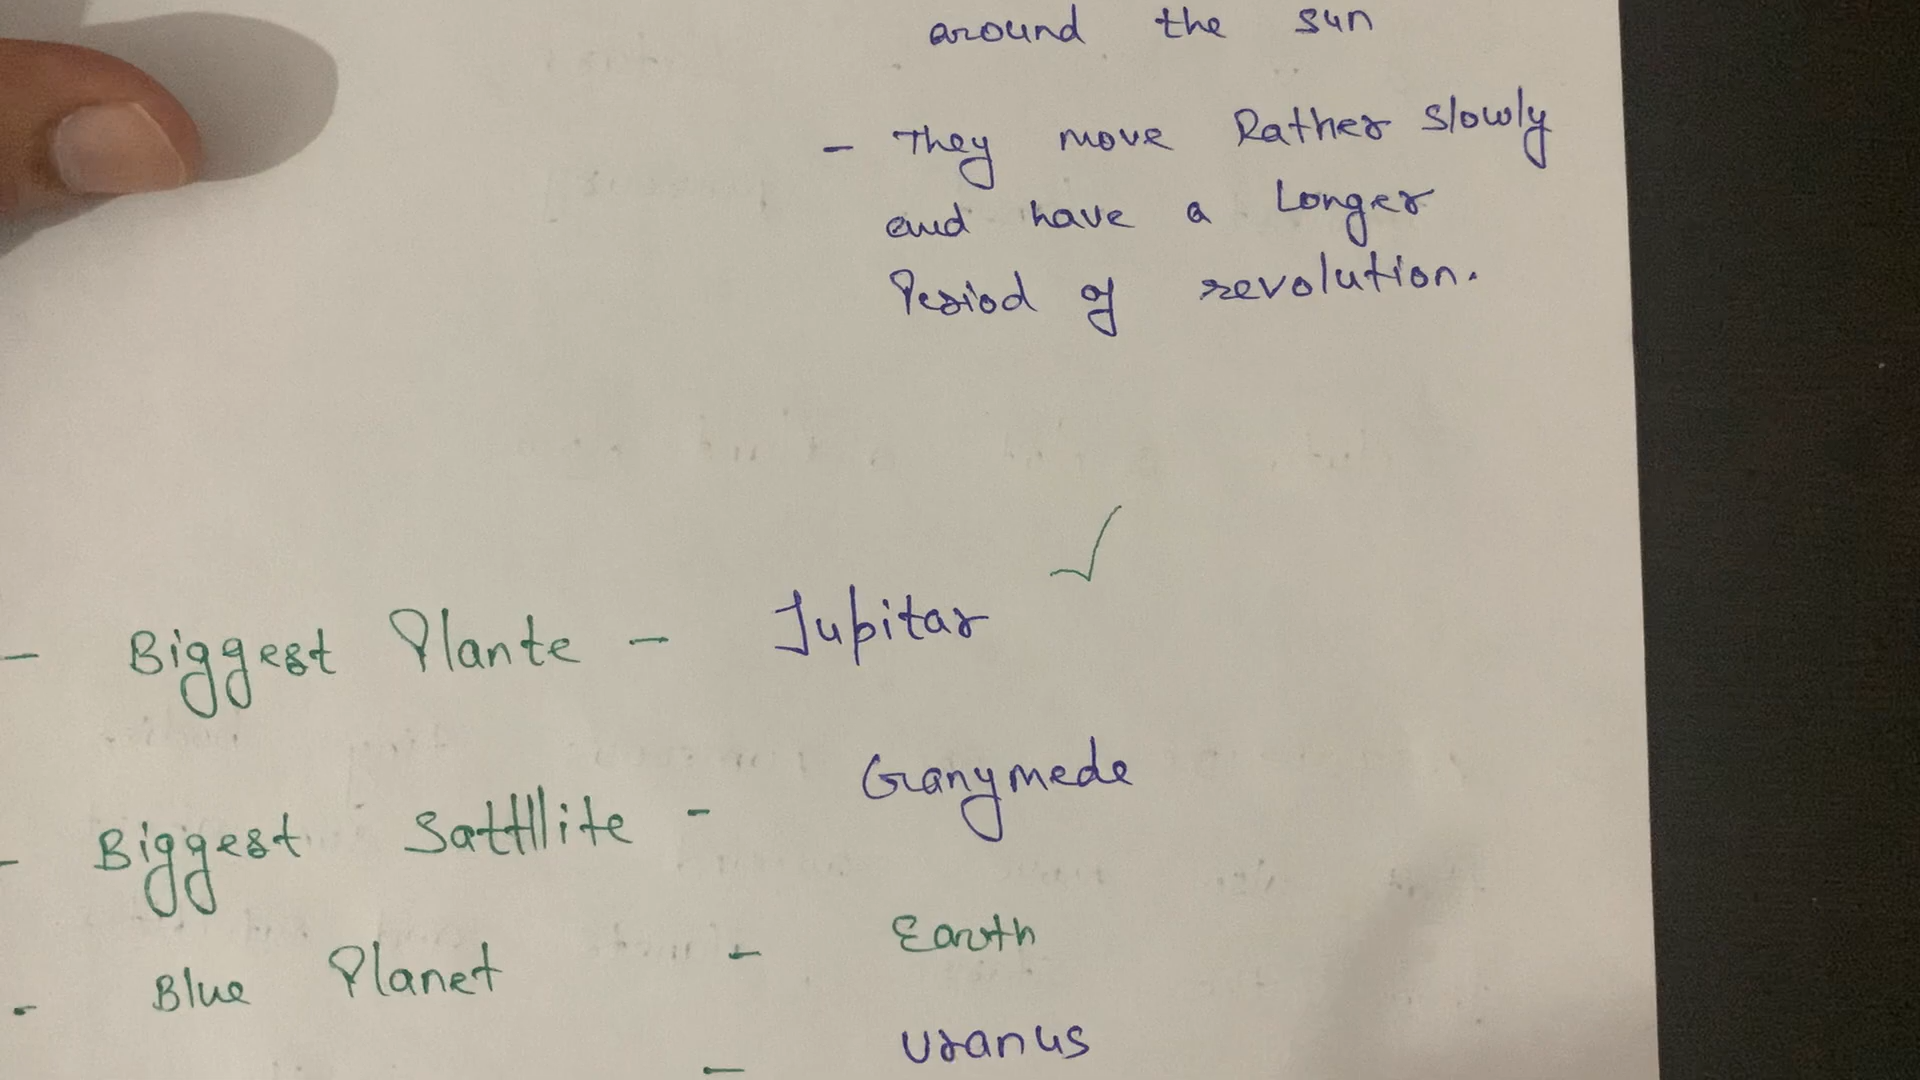 around the sun
- They move Rather slowly
and have a Longer
Period of revolution.
- Biggest Plante - Jupitar
- Biggest Sattllite - Ganymede
- Blue Planet - Earth
- Uranus